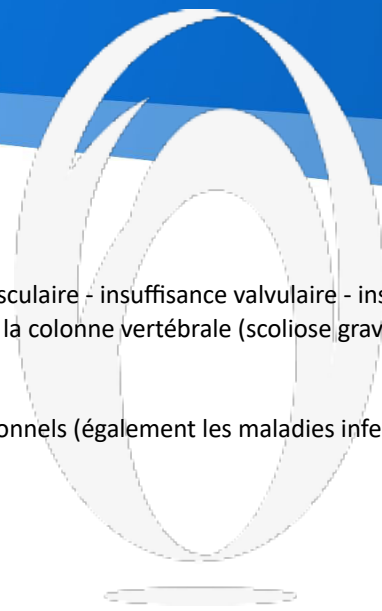 sculaire - insuffisance valvulaire - ins
la colonne vertébrale (scoliose grav
onnels (également les maladies infe